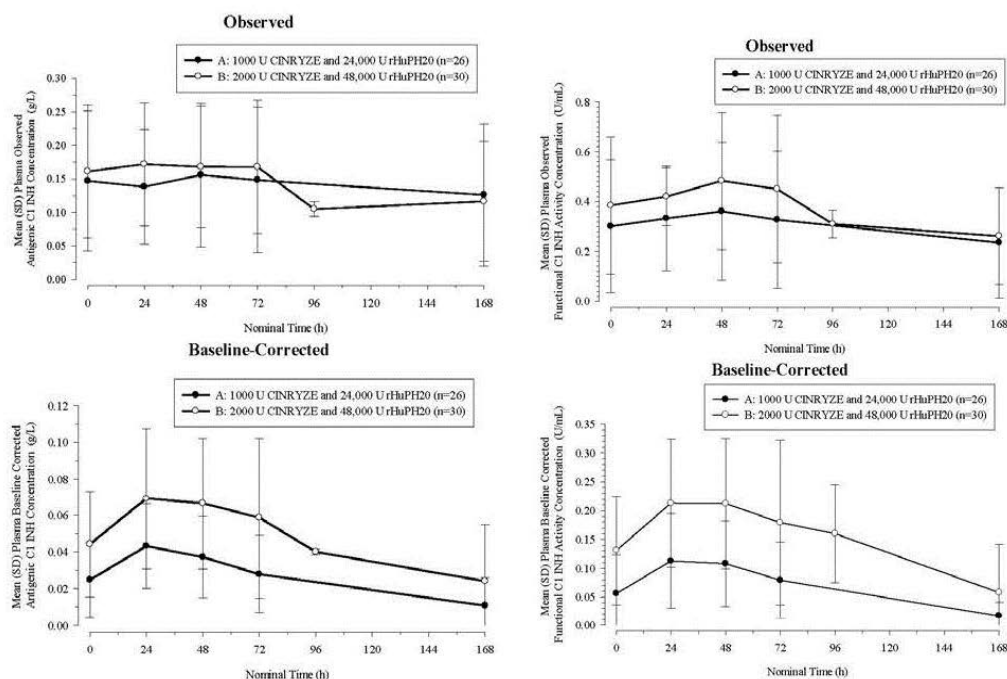 Observed
A: 1000 U CINRYZE and 24,000 U rHuPH20 (n=26)
B: 2000 U CINRYZE and 48,000 U rHuPH20 (n=30)
Mean (SD) Plasma Observed
Antigenic C1 INH Concentration (g/L)
0.30
0.25
0.20
0.15
0.10
0.05
0.00
0 24 48 72 96 120 144 168
Nominal Time (h)
Observed
A: 1000 U CINRYZE and 24,000 U rHuPH20 (n=26)
B: 2000 U CINRYZE and 48,000 U rHuPH20 (n=30)
Mean (SD) Plasma Observed
Functional C1 INH Activity Concentration (U/mL)
0.8
0.6
0.4
0.2
0.0
0 24 48 72 96 120 144 168
Nominal Time (h)
Baseline-Corrected
A: 1000 U CINRYZE and 24,000 U rHuPH20 (n=26)
B: 2000 U CINRYZE and 48,000 U rHuPH20 (n=30)
Mean (SD) Plasma Baseline Corrected
Antigenic C1 INH Concentration (g/L)
0.12
0.10
0.08
0.06
0.04
0.02
0.00
0 24 48 72 96 120 144 168
Nominal Time (h)
Baseline-Corrected
A: 1000 U CINRYZE and 24,000 U rHuPH20 (n=26)
B: 2000 U CINRYZE and 48,000 U rHuPH20 (n=30)
Mean (SD) Plasma Baseline Corrected
Functional C1 INH Activity Concentration (U/mL)
0.35
0.30
0.25
0.20
0.15
0.10
0.05
0.00
0 24 48 72 96 120 144 168
Nominal Time (h)